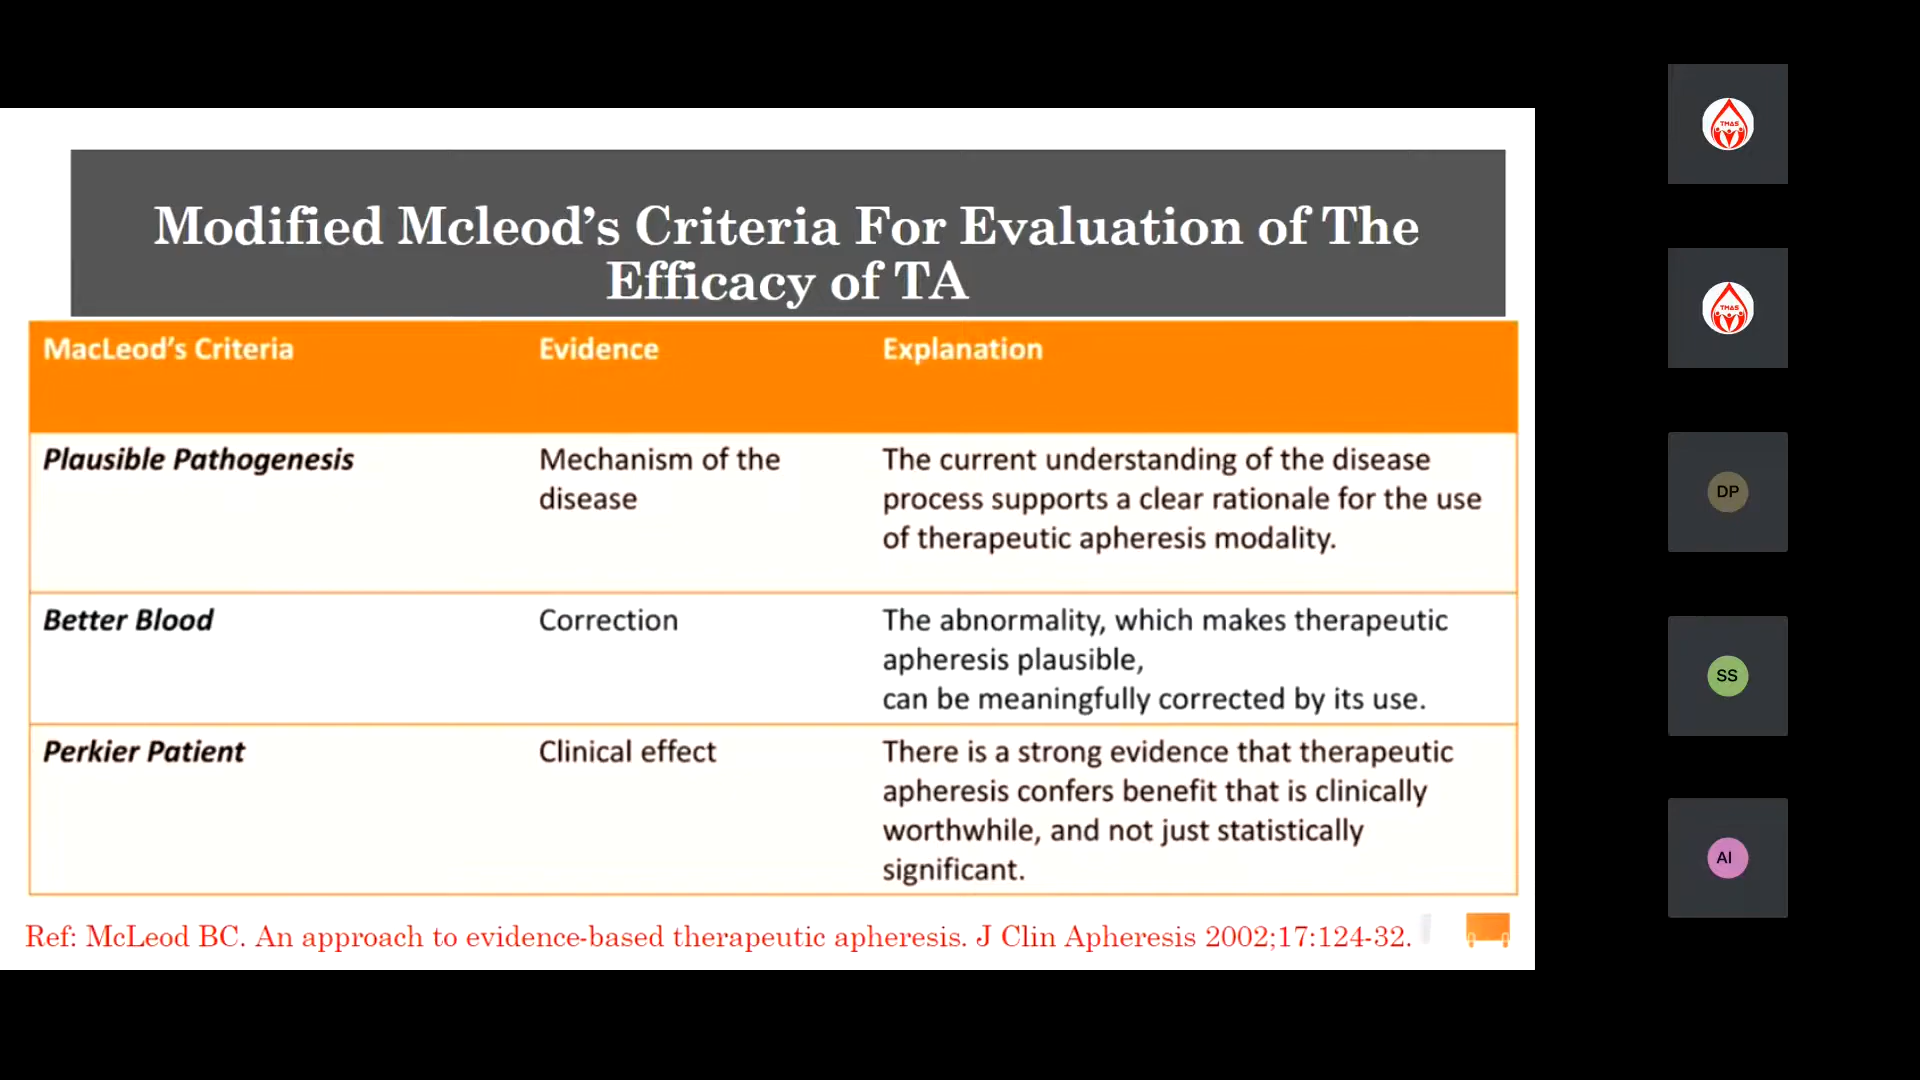 Modified Mcleod’s Criteria For Evaluation of The
Efficacy of TA
MacLeod’s Criteria Evidence Explanation
Plausible Pathogenesis Mechanism of the The current understanding of the disease
disease process supports a clear rationale for the use
of therapeutic apheresis modality.
Better Blood Correction The abnormality, which makes therapeutic
apheresis plausible,
can be meaningfully corrected by its use.
Perkier Patient Clinical effect There is a strong evidence that therapeutic
apheresis confers benefit that is clinically
worthwhile, and not just statistically
significant.
Ref: McLeod BC. An approach to evidence-based therapeutic apheresis. J Clin Apheresis 2002;17:124-32.
TMAS
TMAS
DP
SS
AI